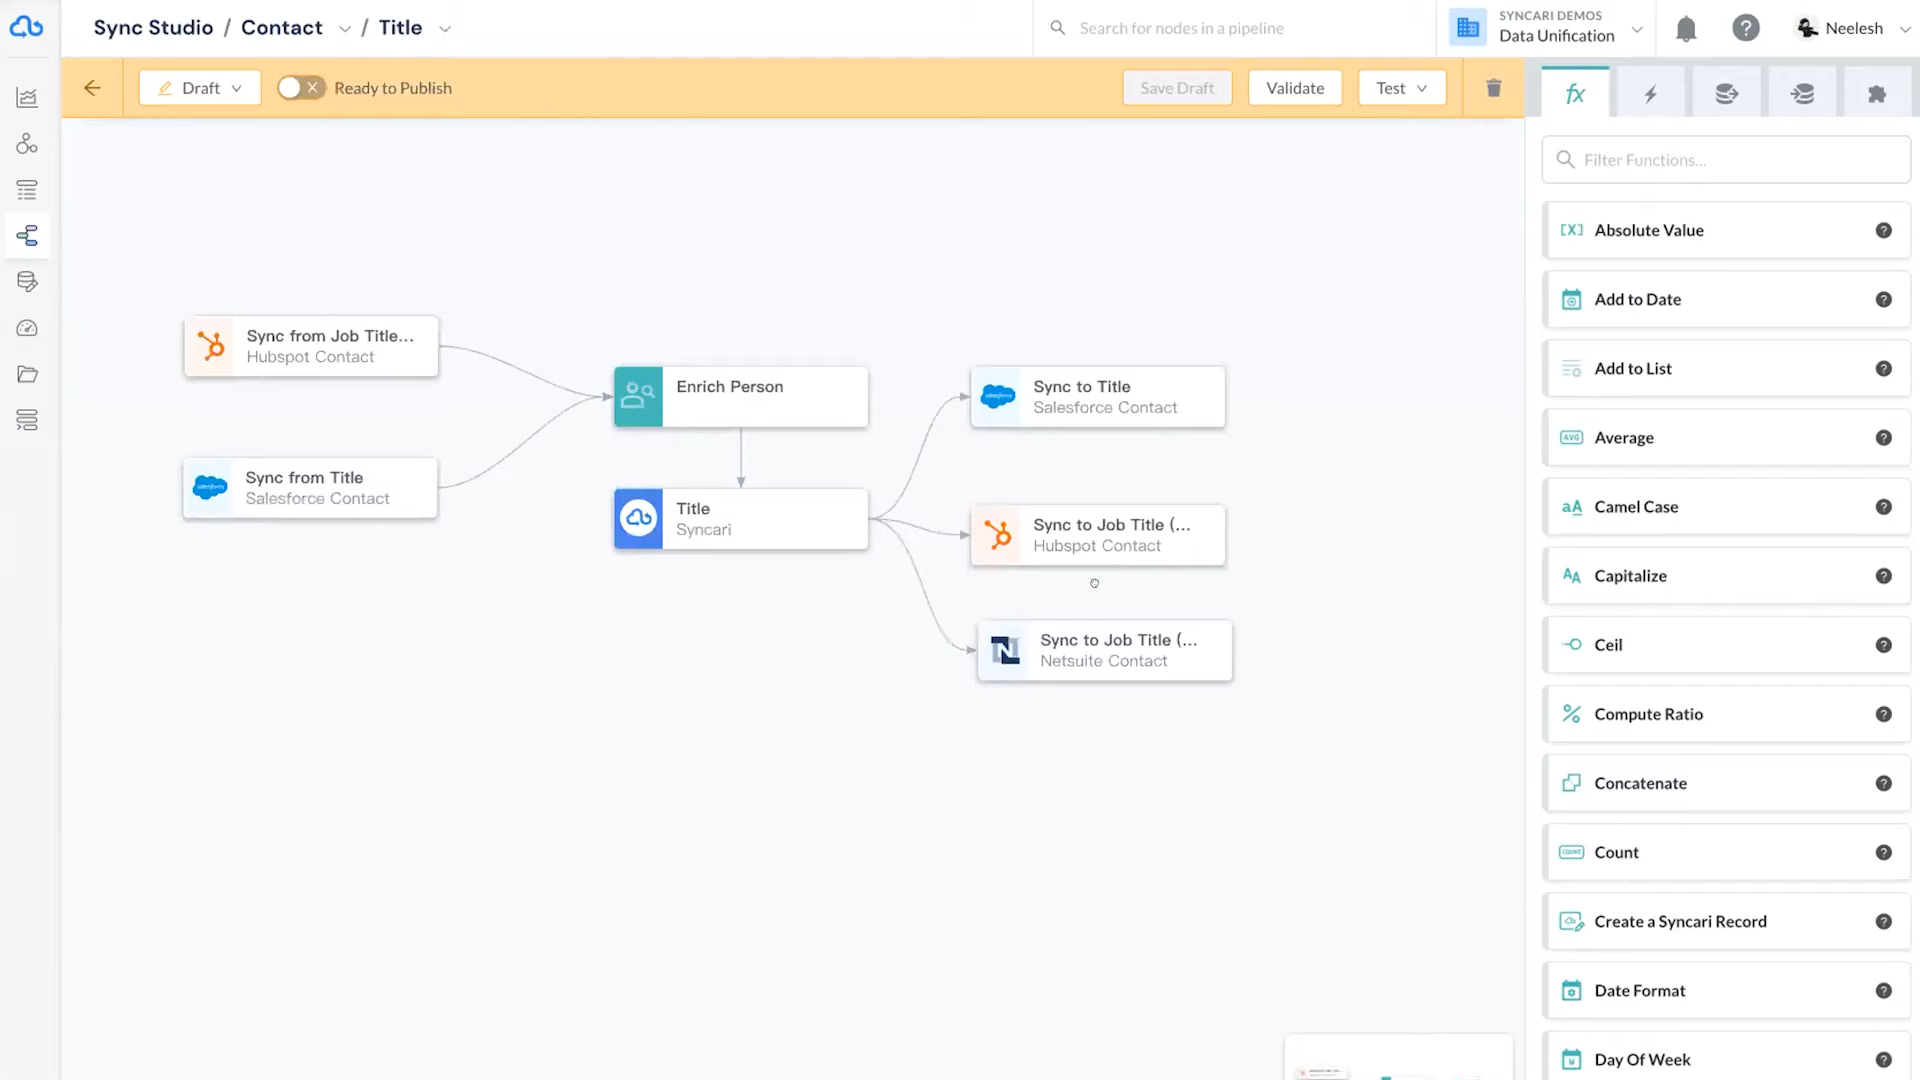 Sync Studio / Contact / Title
Search for nodes in a pipeline
SYNCARI DEMOS
Data Unification
Neelesh
Draft
Ready to Publish
Save Draft
Validate
Test
fx
Filter Functions...
Absolute Value
Add to Date
Add to List
Average
Camel Case
Capitalize
Ceil
Compute Ratio
Concatenate
Count
Create a Syncari Record
Date Format
Day Of Week
Sync from Job Title...
Hubspot Contact
Sync from Title
Salesforce Contact
Enrich Person
Title
Syncari
Sync to Title
Salesforce Contact
Sync to Job Title (...
Hubspot Contact
Sync to Job Title (...
Netsuite Contact